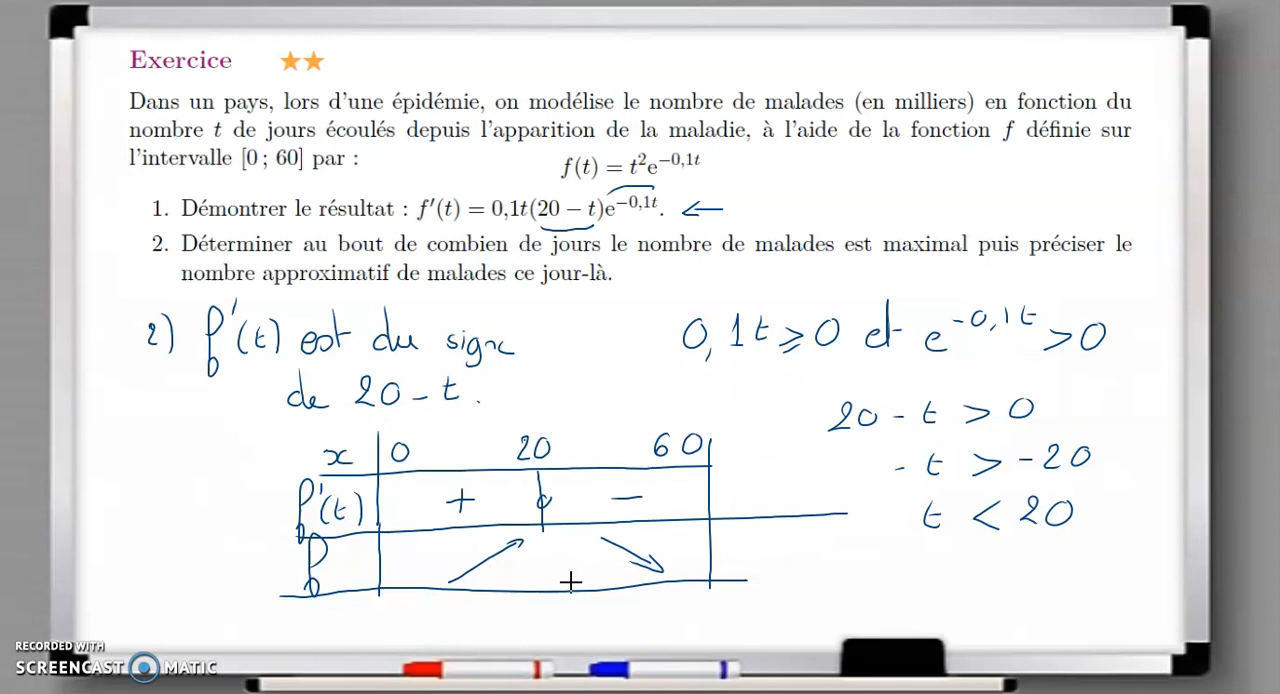 Exercice ★★
Dans un pays, lors d'une épidémie, on modélise le nombre de malades (en milliers) en fonction du
nombre t de jours écoulés depuis l'apparition de la maladie, à l'aide de la fonction f définie sur
l'intervalle [0 ; 60] par :
f(t) = t²e^{-0,1t}
1. Démontrer le résultat : f'(t) = 0,1t(20 − t)e^{-0,1t}. ←
2. Déterminer au bout de combien de jours le nombre de malades est maximal puis préciser le
nombre approximatif de malades ce jour-là.
2) f'(t) est du signe
de 20 - t.
0,1t ⩾ 0 et e^{-0,1t} > 0
20 - t > 0
- t > -20
t < 20
x 0 20 60
f'(t) + 0 −
f
RECORDED WITH
SCREENCAST MATIC